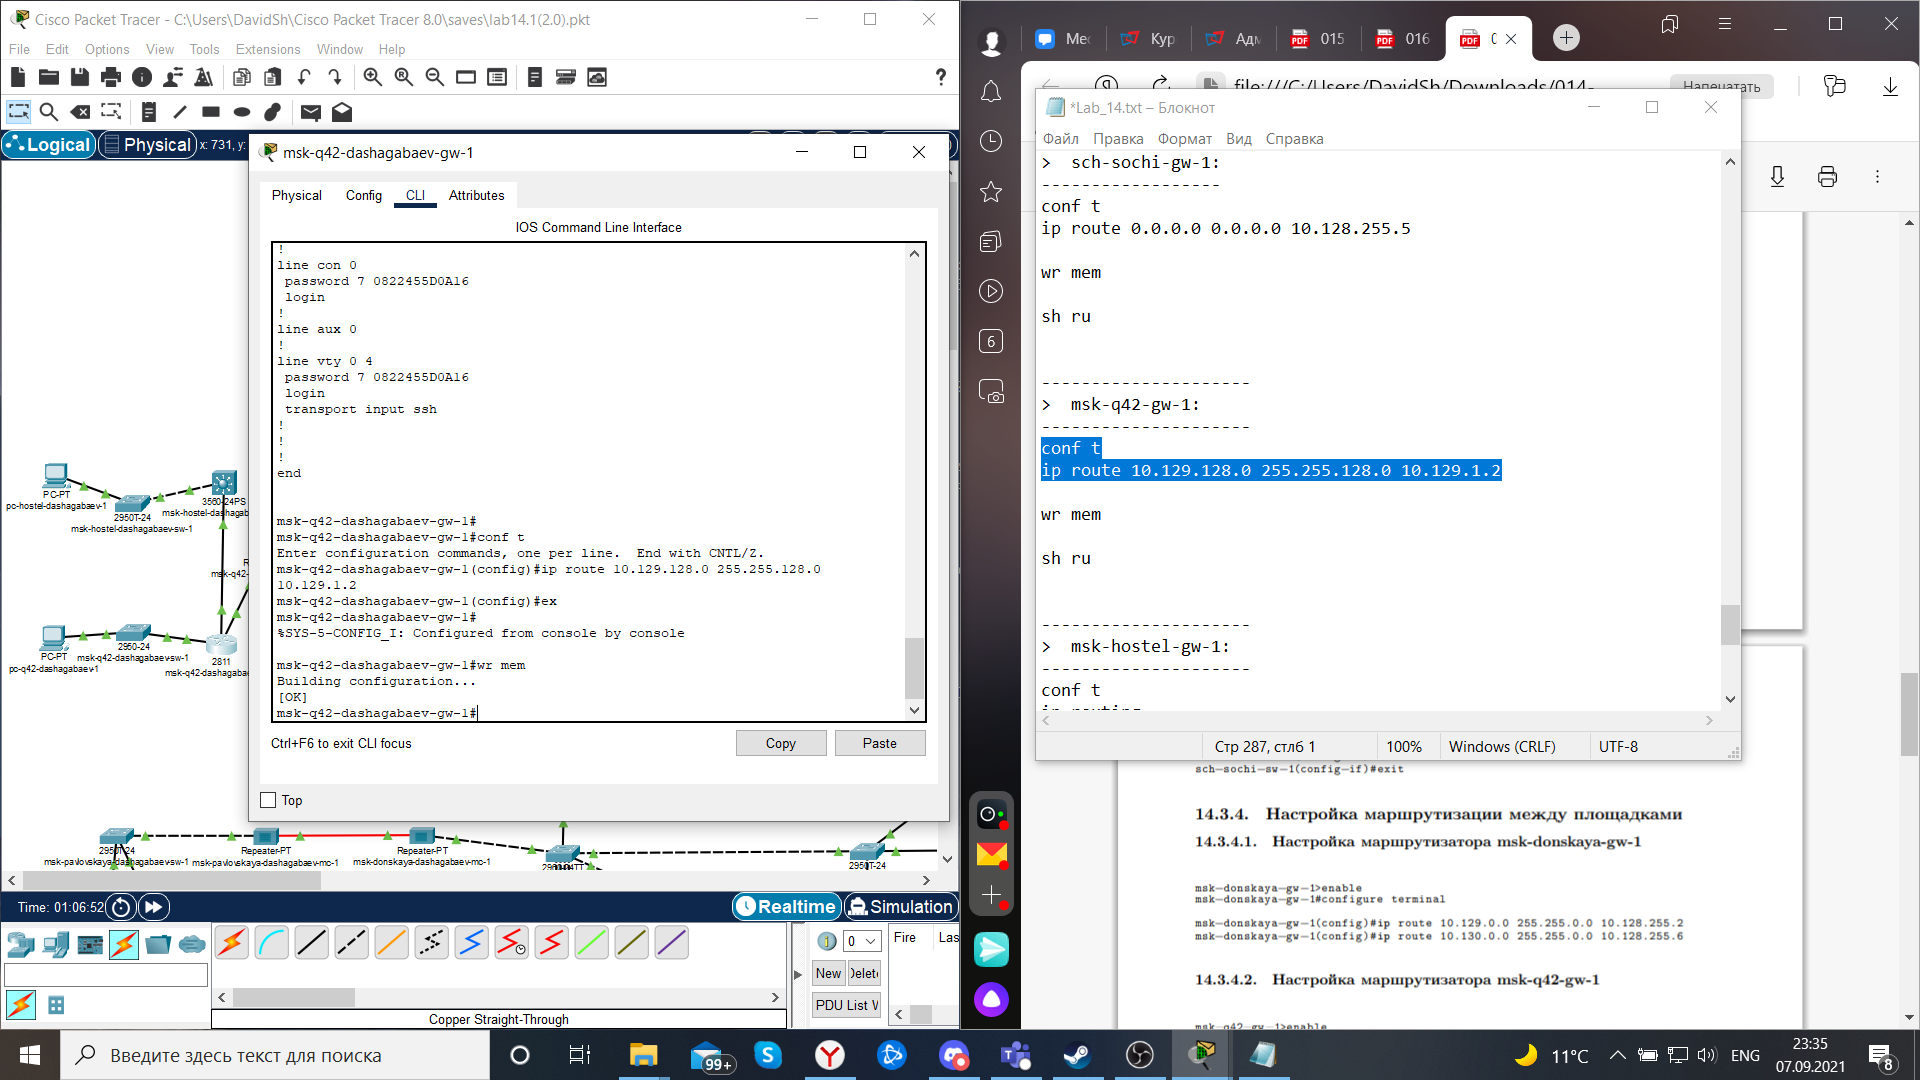 Cisco Packet Tracer - C:\Users\DavidSh\Cisco Packet Tracer 8.0\saves\lab14.1(2.0).pkt
File Edit Options View Tools Extensions Window Help
Logical Physical x: 731, y:
msk-q42-dashagabaev-gw-1
Physical Config CLI Attributes
IOS Command Line Interface
!
line con 0
password 7 0822455D0A16
login
!
line aux 0
!
line vty 0 4
password 7 0822455D0A16
login
transport input ssh
!
!
!
end
msk-q42-dashagabaev-gw-1#
msk-q42-dashagabaev-gw-1#conf t
Enter configuration commands, one per line.  End with CNTL/Z.
msk-q42-dashagabaev-gw-1(config)#ip route 10.129.128.0 255.255.128.0
10.129.1.2
msk-q42-dashagabaev-gw-1(config)#ex
msk-q42-dashagabaev-gw-1#
%SYS-5-CONFIG_I: Configured from console by console
msk-q42-dashagabaev-gw-1#wr mem
Building configuration...
[OK]
msk-q42-dashagabaev-gw-1#
Ctrl+F6 to exit CLI focus
Copy Paste
Top
PC-PT
pc-hostel-dashagabaev-1
2950T-24
msk-hostel-dashagabaev-sw-1
3560-24PS
msk-hostel-dashagab
msk-q42-
PC-PT
pc-q42-dashagabaev-1
2950-24
msk-q42-dashagabaev-sw-1
2811
msk-q42-dashagabae
2950T-24
msk-pavlovskaya-dashagabaev-sw-1
Repeater-PT
msk-pavlovskaya-dashagabaev-mc-1
Repeater-PT
msk-donskaya-dashagabaev-mc-1
2950T-24
Time: 01:06:52
Realtime Simulation
0
Fire Las
New Delete
PDU List W
Copper Straight-Through
Мес
Кур
Адм
015
016
0
file:///C:/Users/DavidSh/Downloads/014-
Напечатать
6
*Lab_14.txt – Блокнот
Файл Правка Формат Вид Справка
>  sch-sochi-gw-1:
------------------
conf t
ip route 0.0.0.0 0.0.0.0 10.128.255.5
wr mem
sh ru
---------------------
>  msk-q42-gw-1:
---------------------
conf t
ip route 10.129.128.0 255.255.128.0 10.129.1.2
wr mem
sh ru
---------------------
>  msk-hostel-gw-1:
---------------------
conf t
ip routing
Стр 287, стлб 1 100% Windows (CRLF) UTF-8
sch-sochi-sw-1(config-if)#exit
14.3.4. Настройка маршрутизации между площадками
14.3.4.1. Настройка маршрутизатора msk-donskaya-gw-1
msk-donskaya-gw-1>enable
msk-donskaya-gw-1#configure terminal
msk-donskaya-gw-1(config)#ip route 10.129.0.0 255.255.0.0 10.128.255.2
msk-donskaya-gw-1(config)#ip route 10.130.0.0 255.255.0.0 10.128.255.6
14.3.4.2. Настройка маршрутизатора msk-q42-gw-1
msk-q42-gw-1>enable
Введите здесь текст для поиска
99+
11°C
ENG
23:35
07.09.2021
8